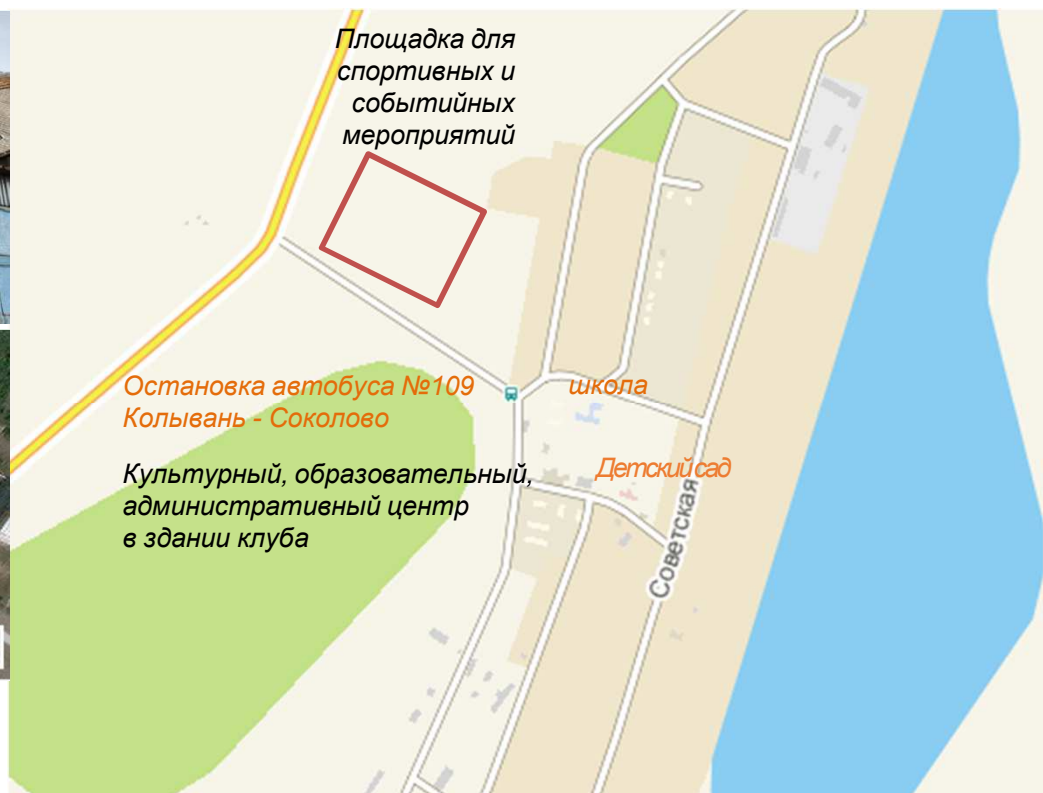 Площадка для
спортивных и
событийных
мероприятий
Остановка автобуса №109
Колывань - Соколово
школа
Культурный, образовательный,
административный центр
в здании клуба
Детский сад
Советская